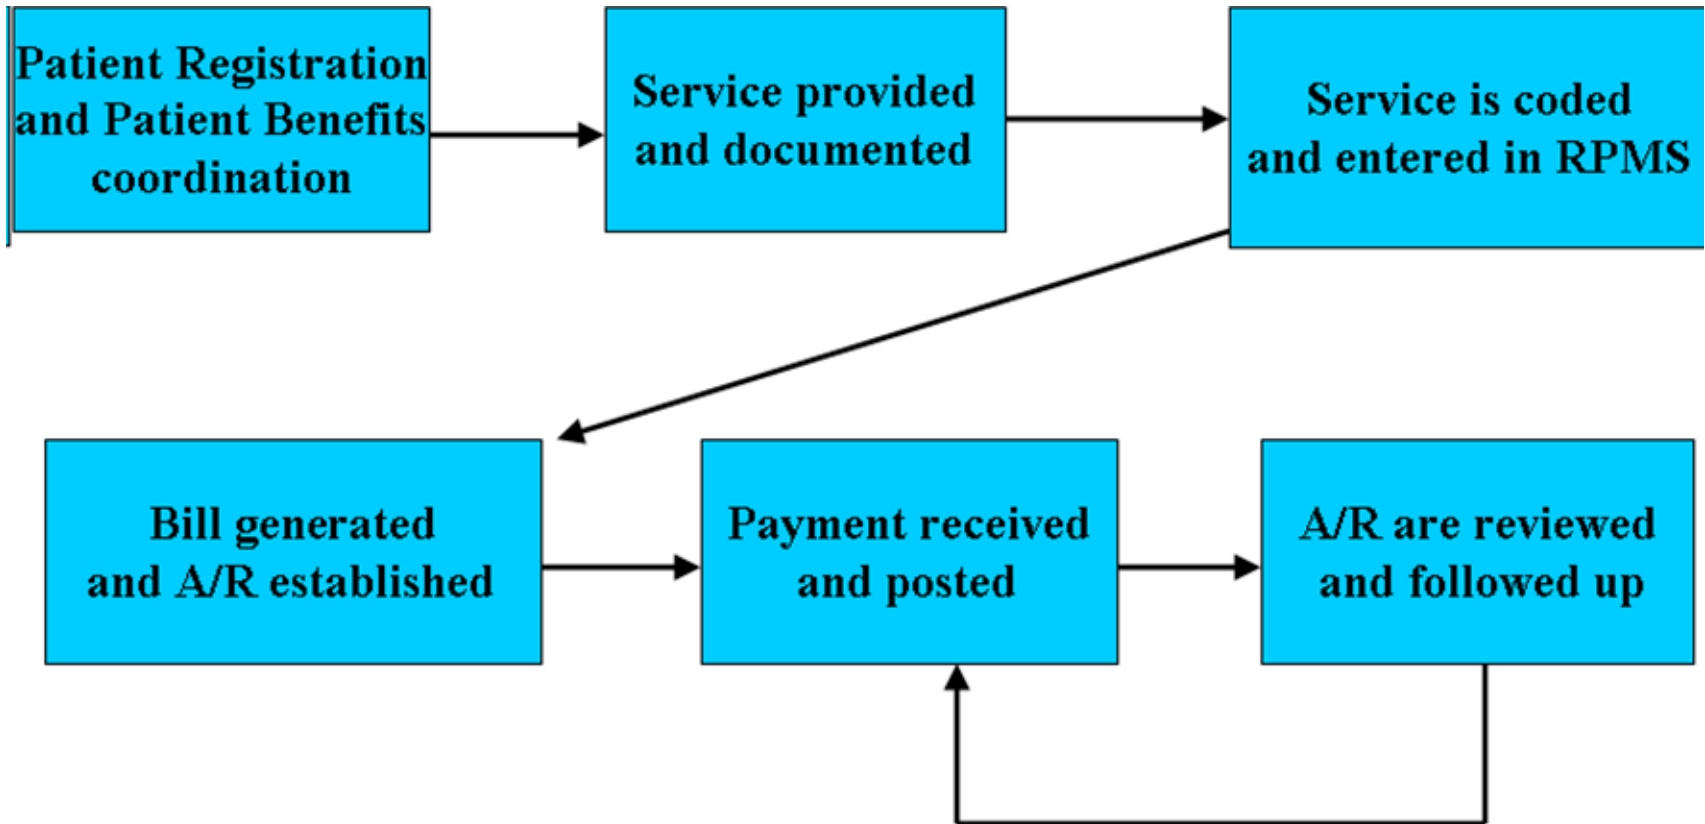 Patient Registration
and Patient Benefits
coordination
Service provided
and documented
Service is coded
and entered in RPMS
Bill generated
and A/R established
Payment received
and posted
A/R are reviewed
and followed up